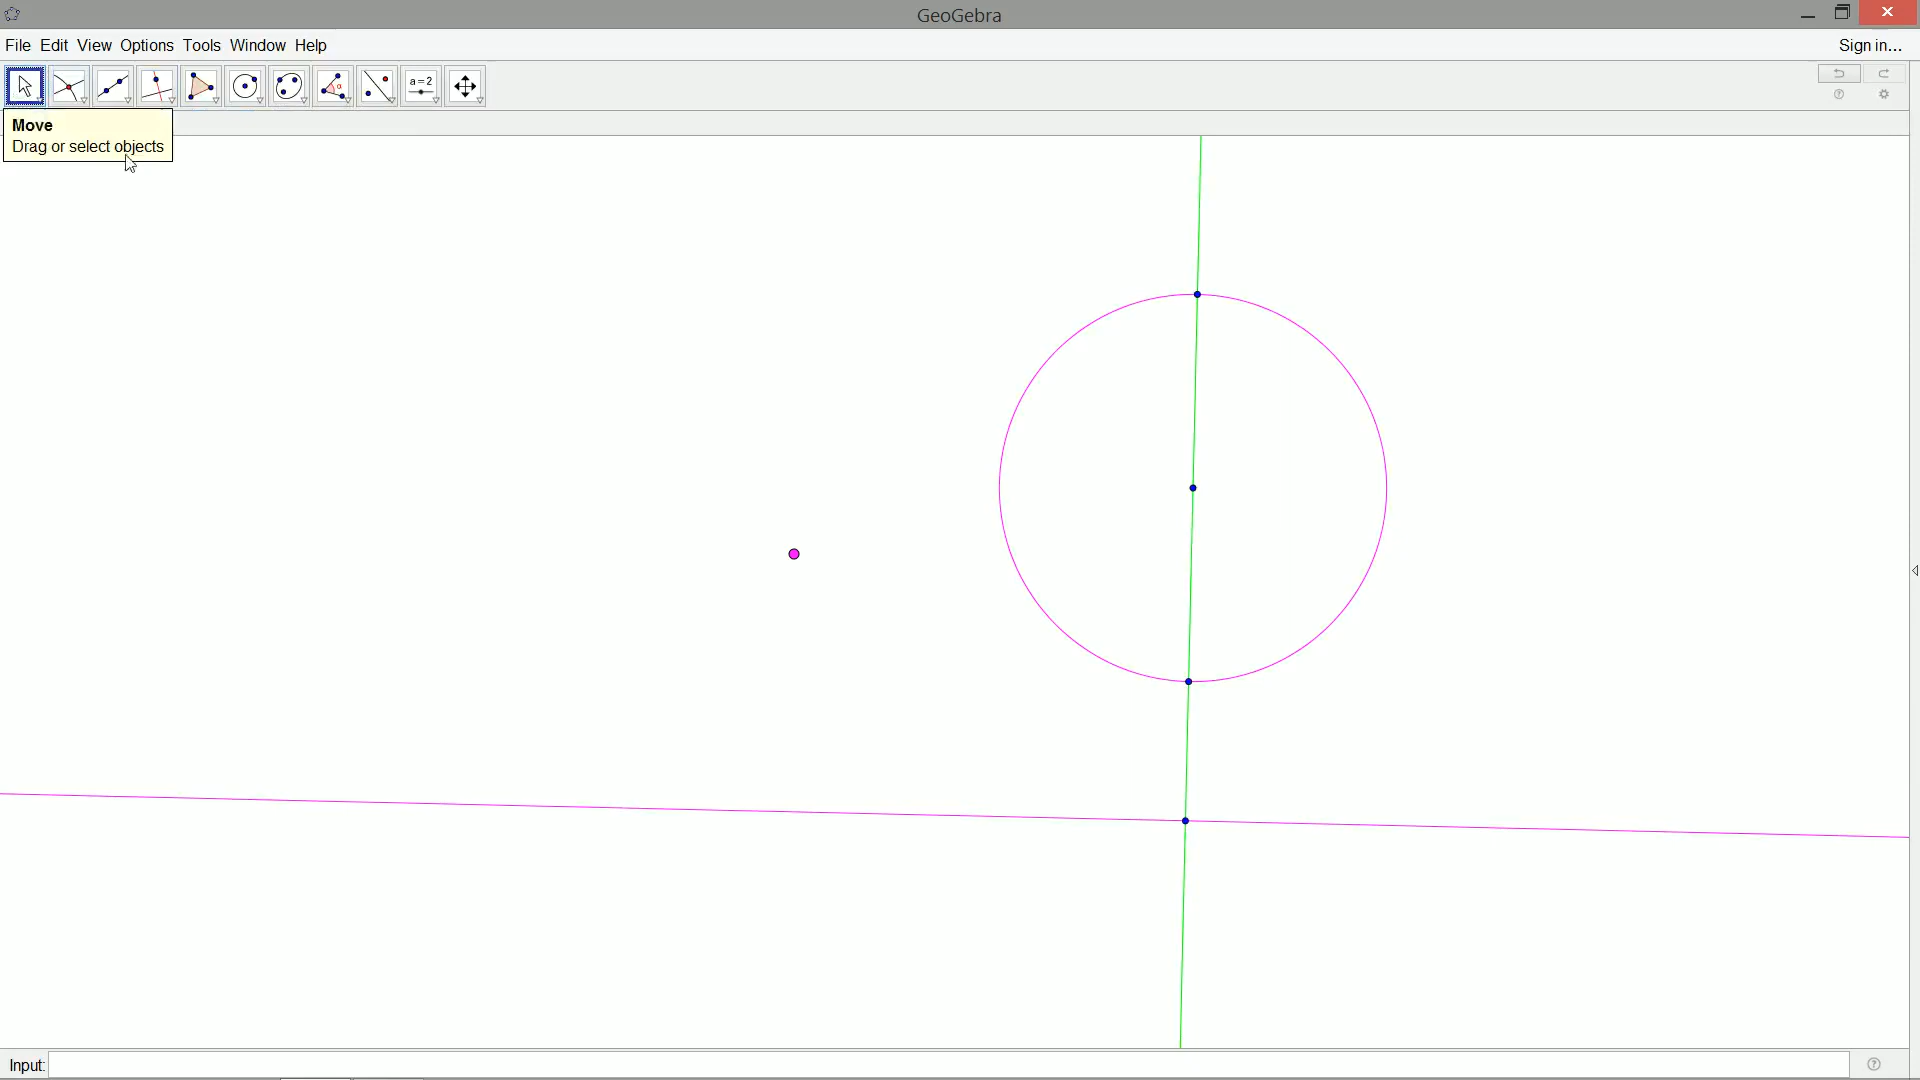 GeoGebra
File Edit View Options Tools Window Help
Sign in...
α
a=2
Move
Drag or select objects
Input: